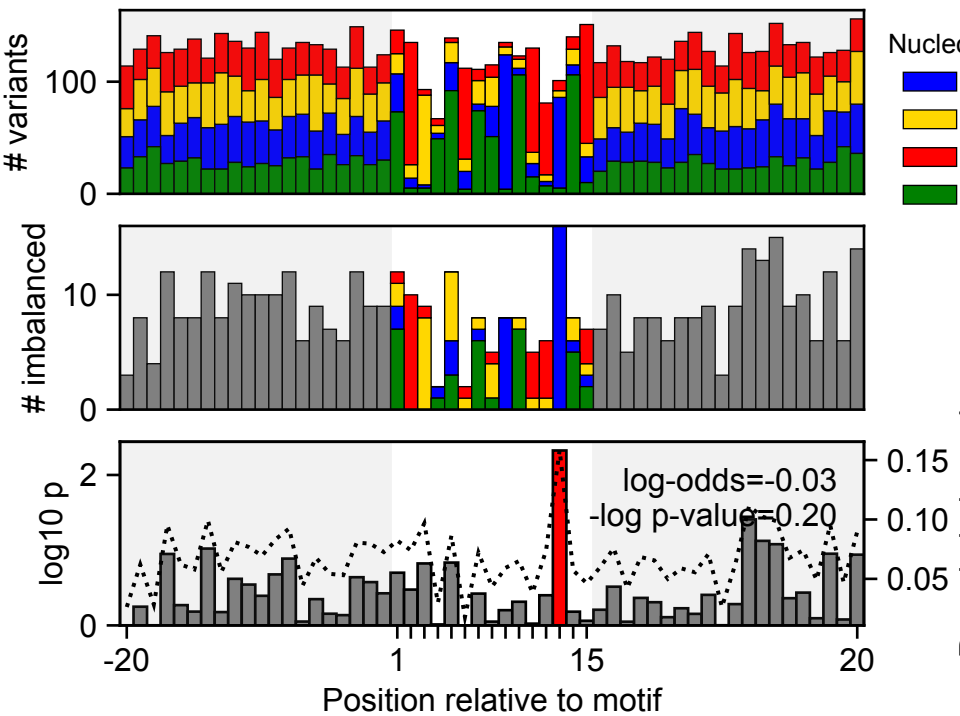 # variants
100
0
Nucle
# imbalanced
10
0
log10 p
2
0
log-odds=-0.03
-log p-value=0.20
0.15
0.10
0.05
-20
1
15
20
Position relative to motif